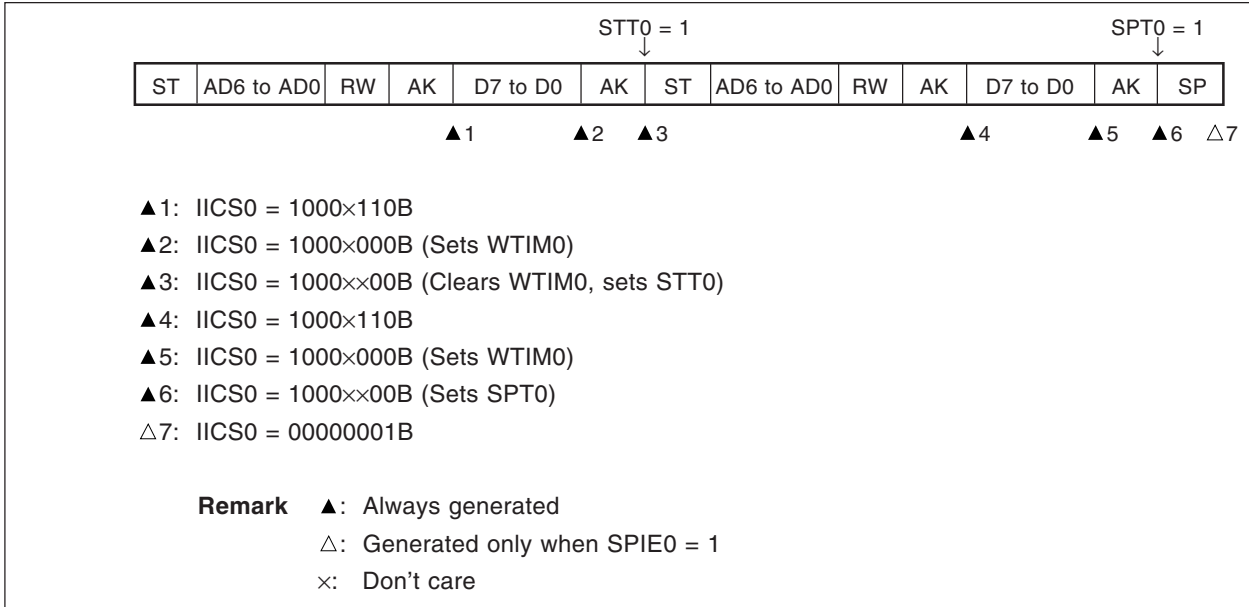 STT0 = 1 SPT0 = 1
↓ ↓
ST AD6 to AD0 RW AK D7 to D0 AK ST AD6 to AD0 RW AK D7 to D0 AK SP
▲1 ▲2 ▲3 ▲4 ▲5 ▲6 △7
▲1: IICS0 = 1000×110B
▲2: IICS0 = 1000×000B (Sets WTIM0)
▲3: IICS0 = 1000××00B (Clears WTIM0, sets STT0)
▲4: IICS0 = 1000×110B
▲5: IICS0 = 1000×000B (Sets WTIM0)
▲6: IICS0 = 1000××00B (Sets SPT0)
△7: IICS0 = 00000001B
Remark ▲: Always generated
△: Generated only when SPIE0 = 1
×: Don't care